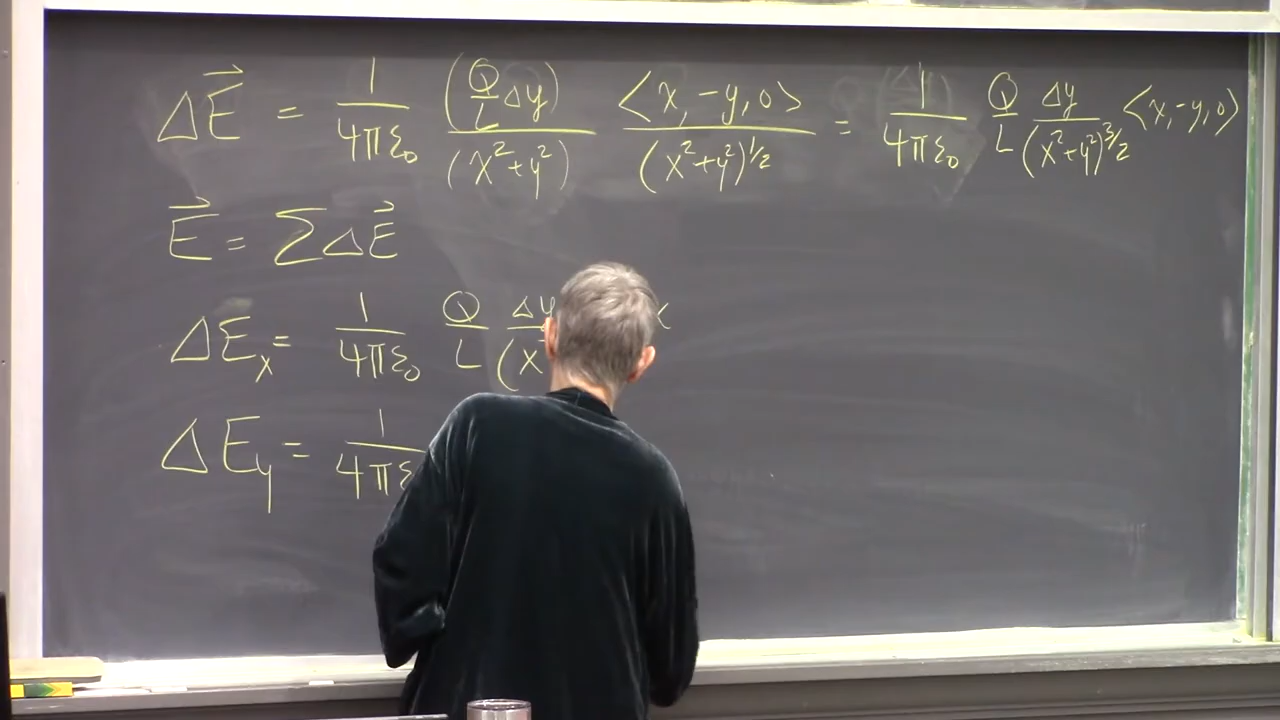 ΔE⃗ = 1/4πε₀ (Q/L Δy)/(x²+y²) <x,-y,0>/(x²+y²)^1/2 = 1/4πε₀ Q/L Δy/(x²+y²)^3/2 <x,-y,0>
E⃗ = ΣΔE⃗
ΔEₓ = 1/4πε₀ Q/L Δy/(x
ΔE_y = 1/4πε